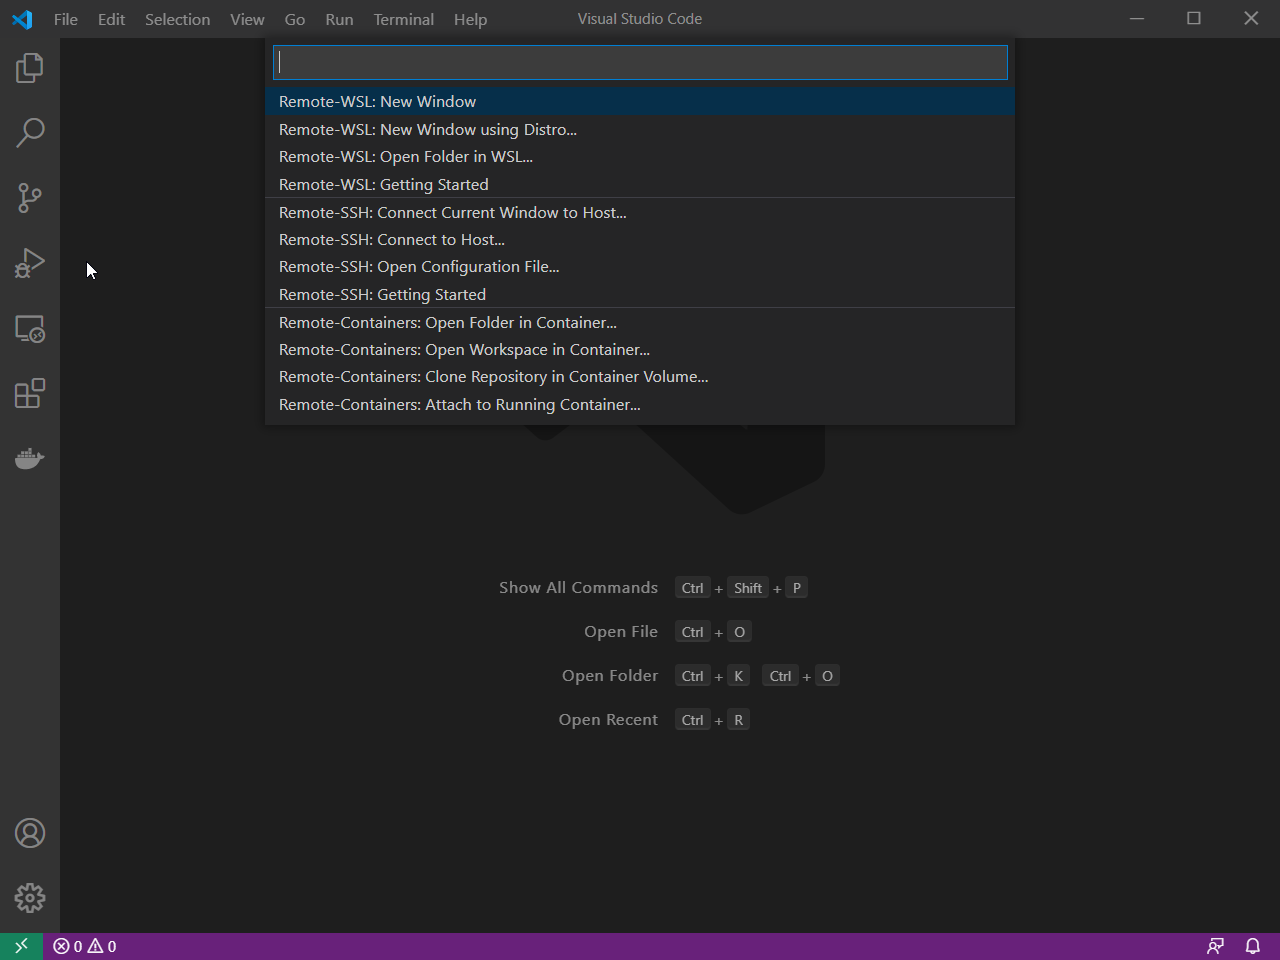 File Edit Selection View Go Run Terminal Help Visual Studio Code
Remote-WSL: New Window
Remote-WSL: New Window using Distro...
Remote-WSL: Open Folder in WSL...
Remote-WSL: Getting Started
Remote-SSH: Connect Current Window to Host...
Remote-SSH: Connect to Host...
Remote-SSH: Open Configuration File...
Remote-SSH: Getting Started
Remote-Containers: Open Folder in Container...
Remote-Containers: Open Workspace in Container...
Remote-Containers: Clone Repository in Container Volume...
Remote-Containers: Attach to Running Container...
Show All Commands Ctrl + Shift + P
Open File Ctrl + O
Open Folder Ctrl + K Ctrl + O
Open Recent Ctrl + R
0 0